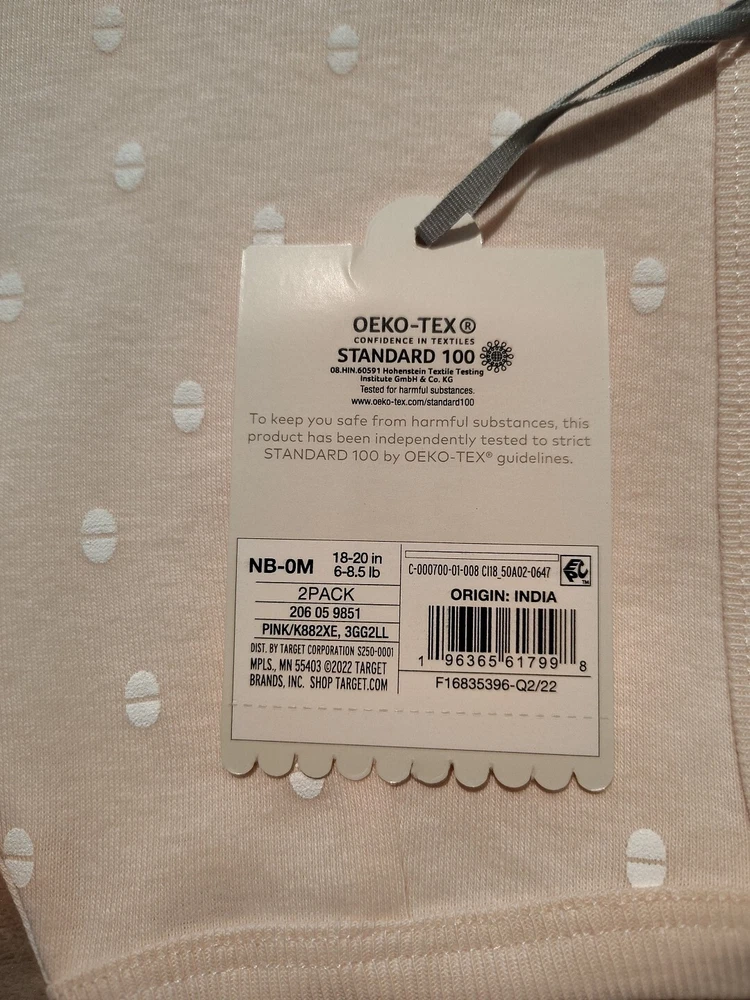 OEKO-TEX®
CONFIDENCE IN TEXTILES
STANDARD 100
08.HIN.60591 Hohenstein Textile Testing
Institute GmbH & Co. KG
Tested for harmful substances.
www.oeko-tex.com/standard100
To keep you safe from harmful substances, this
product has been independently tested to strict
STANDARD 100 by OEKO-TEX® guidelines.
NB-0M
18-20 in
6-8.5 lb
2PACK
206 05 9851
PINK/K882XE, 3GG2LL
DIST. BY TARGET CORPORATION S250-0001
MPLS., MN 55403 ©2022 TARGET
BRANDS, INC. SHOP TARGET.COM
C-000700-01-008 CI18_50A02-0647
EPC™
ORIGIN: INDIA
1 96365 61799 8
F16835396-Q2/22